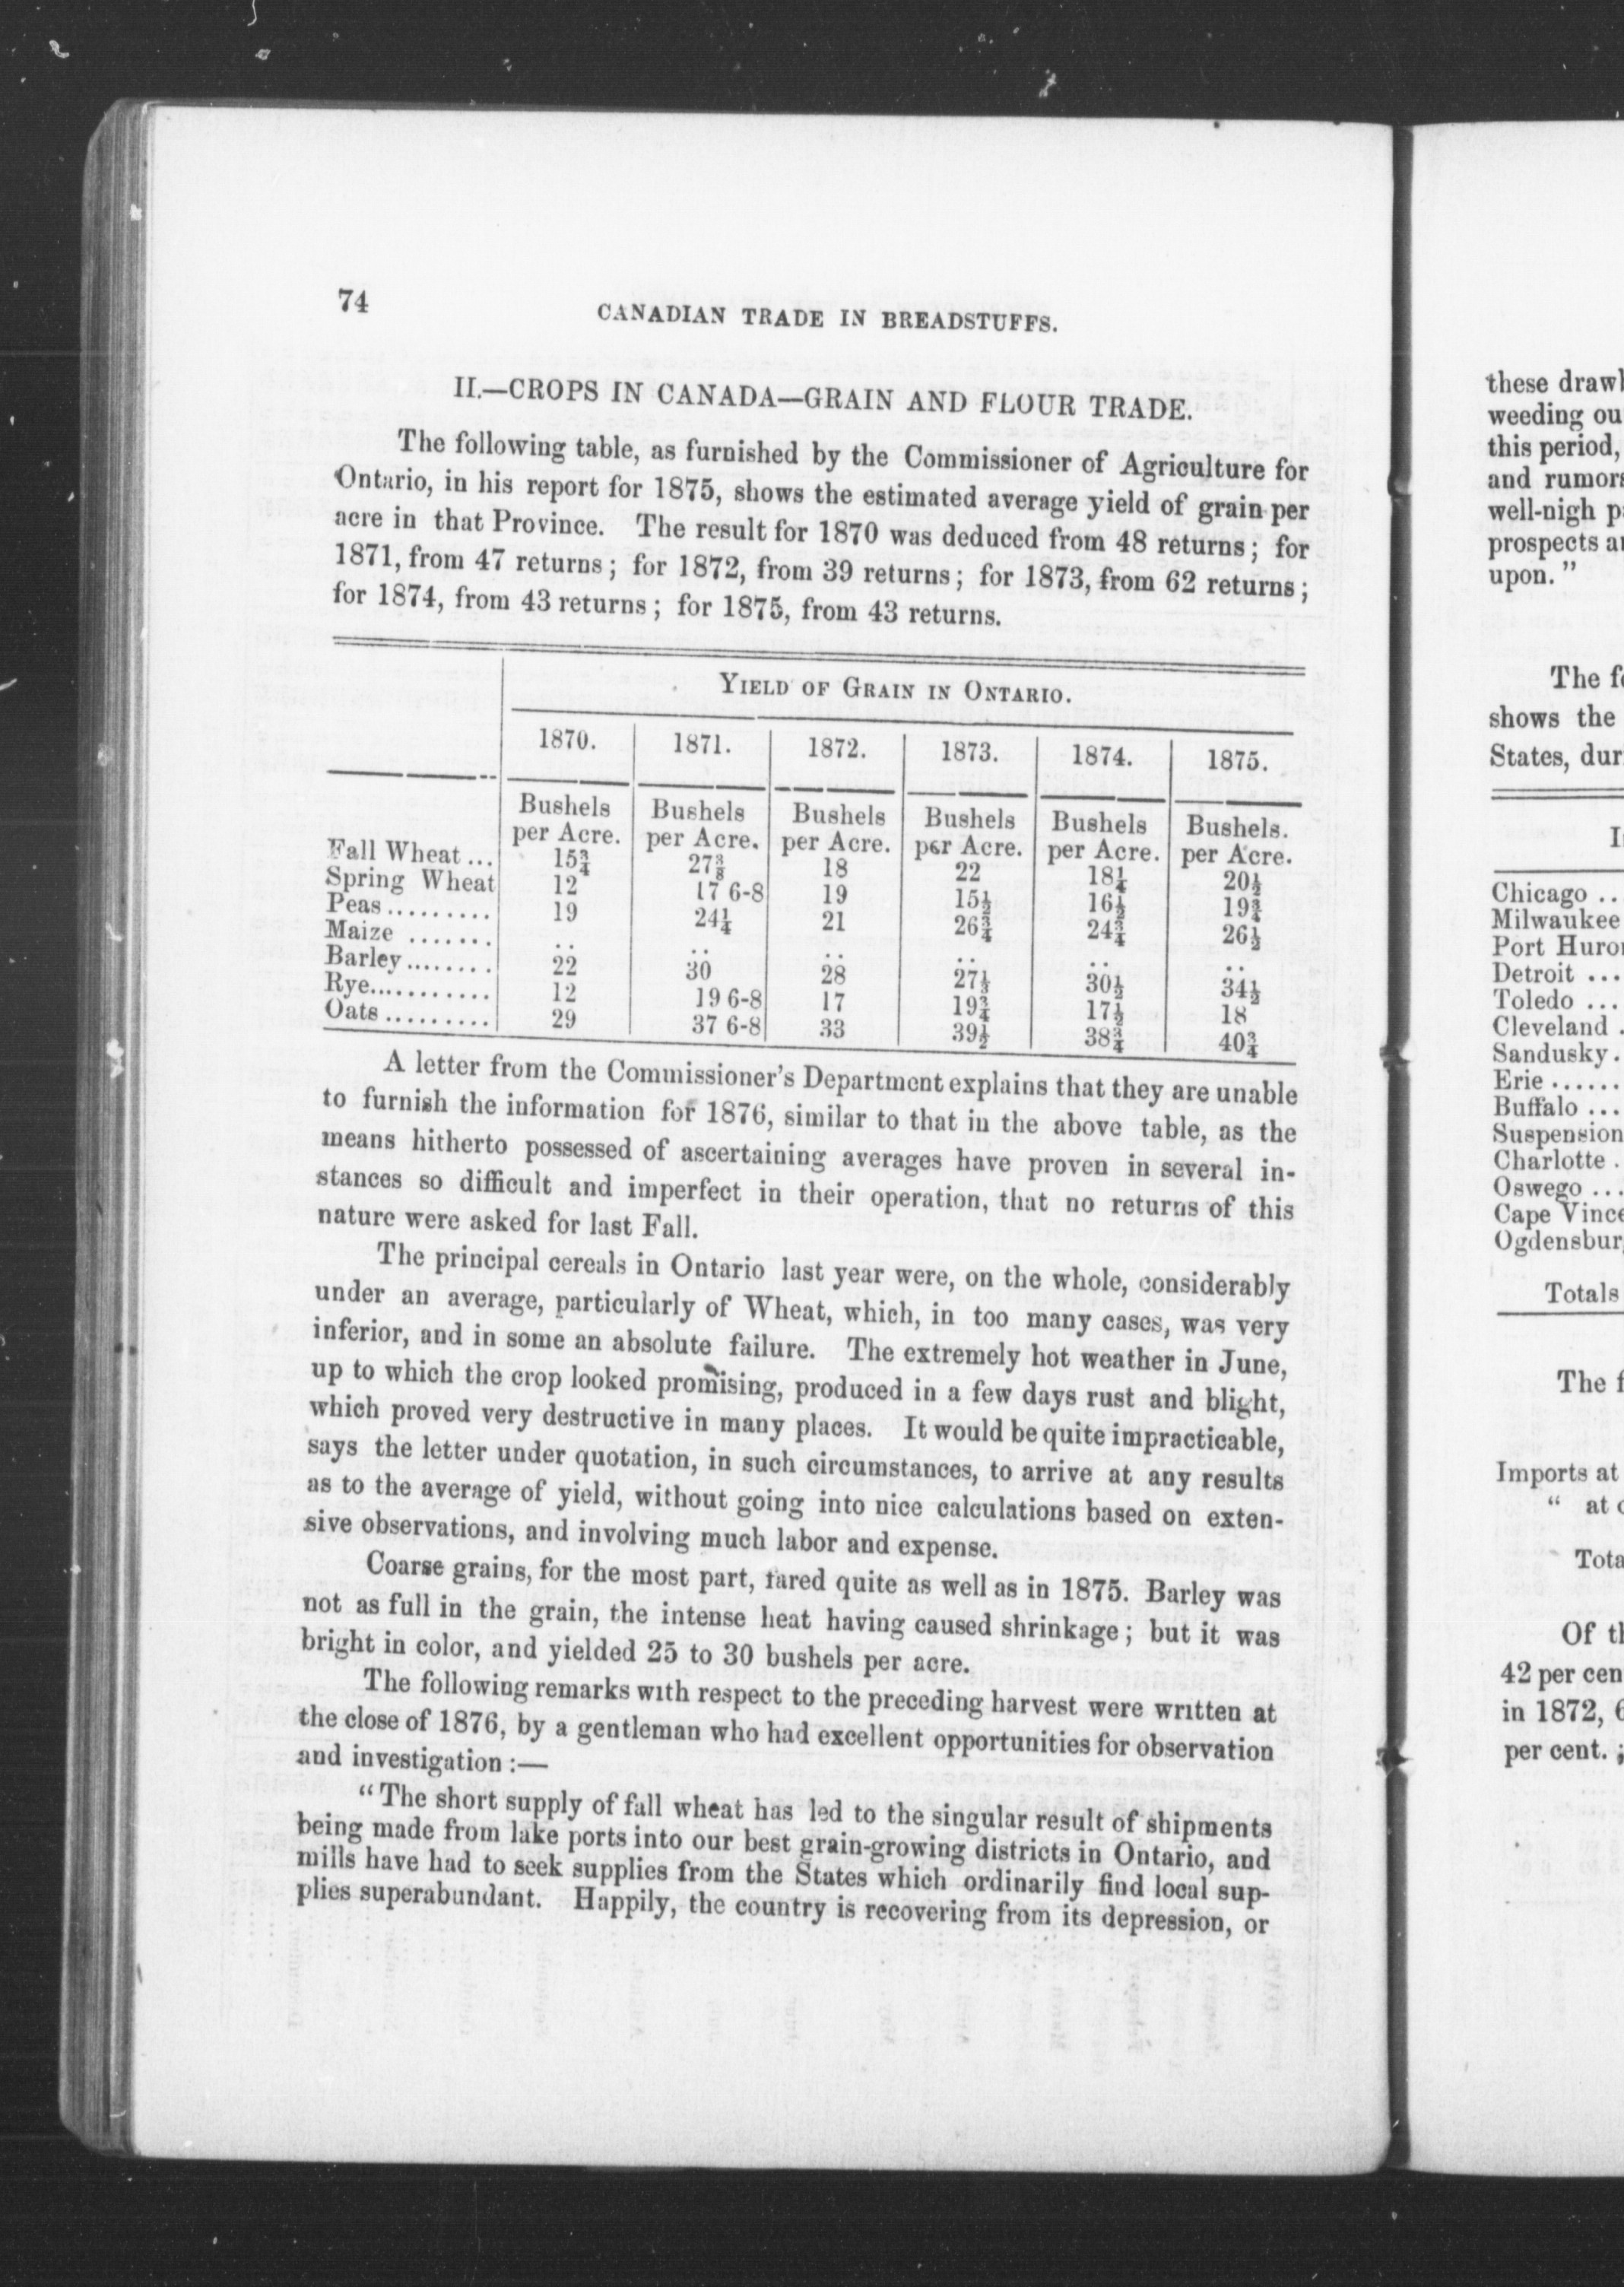 74
CANADIAN TRADE IN BREADSTUFFS.
II.—CROPS IN CANADA—GRAIN AND FLOUR TRADE.
The following table, as furnished by the Commissioner of Agriculture for
Ontario, in his report for 1875, shows the estimated average yield of grain per
acre in that Province. The result for 1870 was deduced from 48 returns; for
1871, from 47 returns; for 1872, from 39 returns; for 1873, from 62 returns;
for 1874, from 43 returns; for 1875, from 43 returns.
YIELD OF GRAIN IN ONTARIO.
1870. 1871. 1872. 1873. 1874. 1875.
Bushels Bushels Bushels Bushels Bushels Bushels.
per Acre. per Acre. per Acre. per Acre. per Acre. per Acre.
Fall Wheat ... 15¾ 27⅜ 18 22 18¼ 20½
Spring Wheat 12 17 6-8 19 15½ 16½ 19¾
Peas ......... 19 24¼ 21 26¾ 24¾ 26½
Maize ....... .. .. .. .. .. ..
Barley ........ 22 30 28 27⅓ 30½ 34½
Rye........... 12 19 6-8 17 19¾ 17½ 18
Oats ......... 29 37 6-8 33 39½ 38¾ 40¾
A letter from the Commissioner's Department explains that they are unable
to furnish the information for 1876, similar to that in the above table, as the
means hitherto possessed of ascertaining averages have proven in several in-
stances so difficult and imperfect in their operation, that no returns of this
nature were asked for last Fall.
The principal cereals in Ontario last year were, on the whole, considerably
under an average, particularly of Wheat, which, in too many cases, was very
inferior, and in some an absolute failure. The extremely hot weather in June,
up to which the crop looked promising, produced in a few days rust and blight,
which proved very destructive in many places. It would be quite impracticable,
says the letter under quotation, in such circumstances, to arrive at any results
as to the average of yield, without going into nice calculations based on exten-
sive observations, and involving much labor and expense.
Coarse grains, for the most part, fared quite as well as in 1875. Barley was
not as full in the grain, the intense heat having caused shrinkage; but it was
bright in color, and yielded 25 to 30 bushels per acre.
The following remarks with respect to the preceding harvest were written at
the close of 1876, by a gentleman who had excellent opportunities for observation
and investigation :—
"The short supply of fall wheat has led to the singular result of shipments
being made from lake ports into our best grain-growing districts in Ontario, and
mills have had to seek supplies from the States which ordinarily find local sup-
plies superabundant. Happily, the country is recovering from its depression, or
these
weeding
this period,
and
well-nigh
prospects
upon."
The
shows the
States,
Chicago ..
Milwaukee
Port
Detroit ...
Toledo ...
Cleveland .
Sandusky.
Erie ......
Buffalo ...
Suspension
Charlotte .
Oswego ...
Cape
Totals
The
Imports at
" at
Of
42 per
in 1872,
per cent. ;